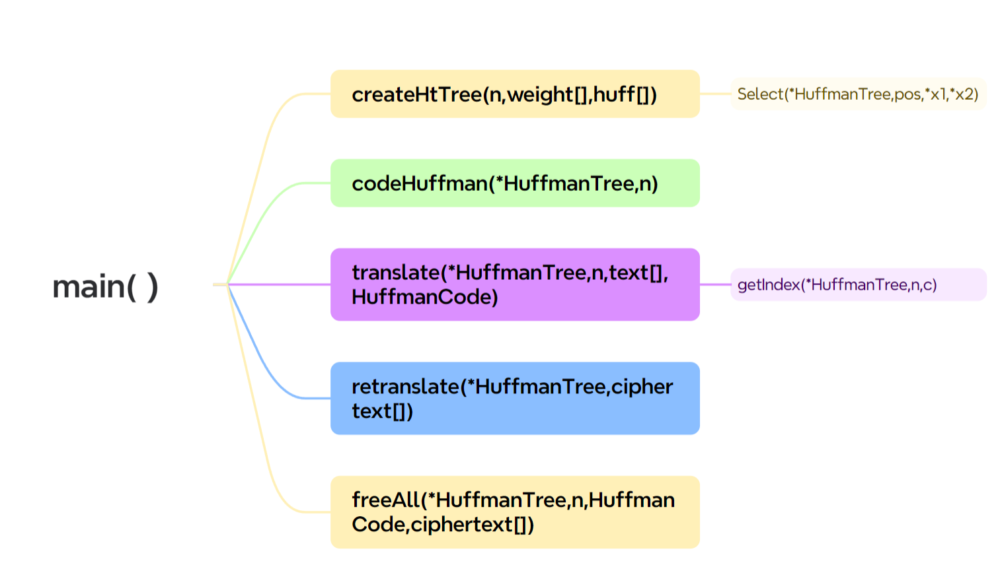 createHtTree(n,weight[],huff[])
Select(*HuffmanTree,pos,*x1,*x2)
codeHuffman(*HuffmanTree,n)
main( )
translate(*HuffmanTree,n,text[],
HuffmanCode)
getIndex(*HuffmanTree,n,c)
retranslate(*HuffmanTree,cipher
text[])
freeAll(*HuffmanTree,n,Huffman
Code,ciphertext[])